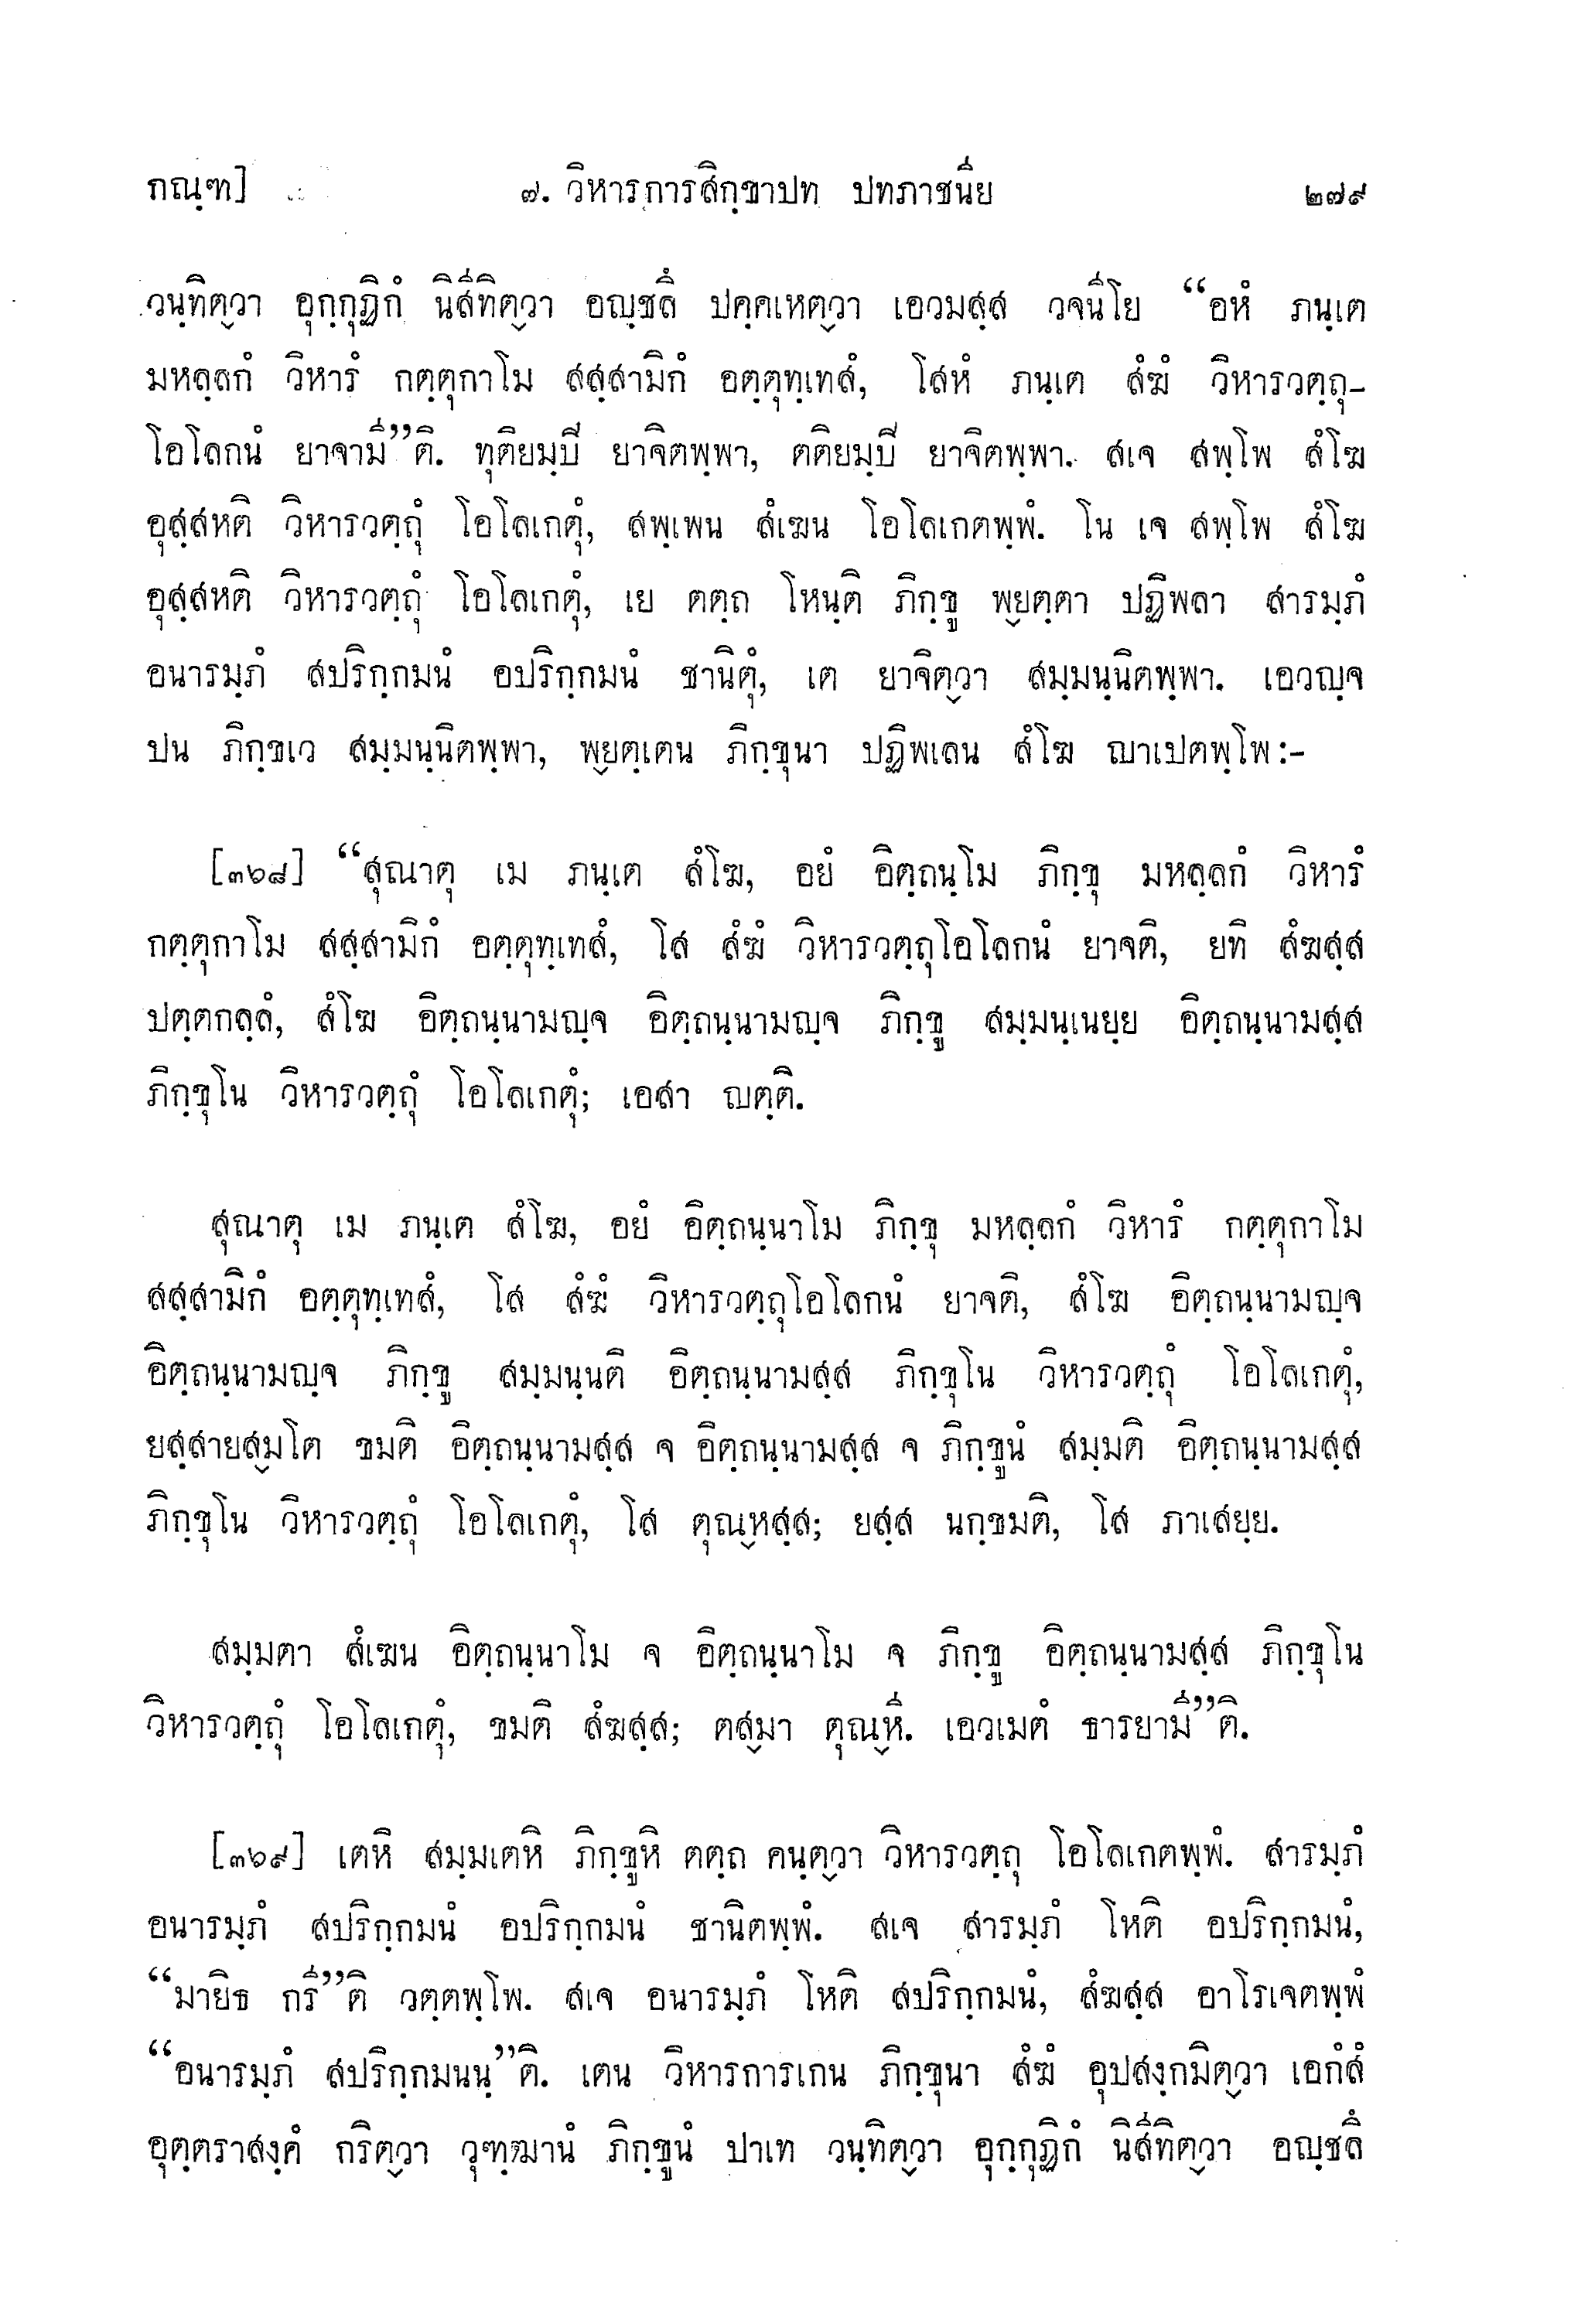 กณฺฑ] ๗. วิหารการสิกฺขาปท ปทภาชนีย ๒๗๙
วนฺทิตฺวา อุกฺกุฏิกํ นิสีทิตฺวา อญฺชลึ ปคฺคเหตฺวา เอวมสฺส วจนีโย “อหํ ภนฺเต
มหลฺลกํ วิหารํ กตฺตุกาโม สสฺสามิกํ อตฺตุทฺเทสํ, โสหํ ภนฺเต สํฆํ วิหารวตฺถุ-
โอโลกนํ ยาจามี”ติ. ทุติยมฺปิ ยาจิตพฺพา, ตติยมฺปิ ยาจิตพฺพา. สเจ สพฺโพ สํโฆ
อุสฺสหติ วิหารวตฺถุํ โอโลเกตุํ, สพฺเพน สํเฆน โอโลเกตพฺพํ. โน เจ สพฺโพ สํโฆ
อุสฺสหติ วิหารวตฺถุํ โอโลเกตุํ, เย ตตฺถ โหนฺติ ภิกฺขู พฺยตฺตา ปฏิพลา สารมฺภํ
อนารมฺภํ สปริกฺกมนํ อปริกฺกมนํ ชานิตุํ, เต ยาจิตฺวา สมฺมนฺนิตพฺพา. เอวญฺจ
ปน ภิกฺขเว สมฺมนฺนิตพฺพา, พฺยตฺเตน ภิกฺขุนา ปฏิพเลน สํโฆ ญาเปตพฺโพ:-
[๓๖๘] “สุณาตุ เม ภนฺเต สํโฆ, อยํ อิตฺถนฺโม ภิกฺขุ มหลฺลกํ วิหารํ
กตฺตุกาโม สสฺสามิกํ อตฺตุทฺเทสํ, โส สํฆํ วิหารวตฺถุโอโลกนํ ยาจติ, ยทิ สํฆสฺส
ปตฺตกลฺลํ, สํโฆ อิตฺถนฺนามญฺจ อิตฺถนฺนามญฺจ ภิกฺขู สมฺมนฺเนยฺย อิตฺถนฺนามสฺส
ภิกฺขุโน วิหารวตฺถุํ โอโลเกตุํ; เอสา ญตฺติ.
สุณาตุ เม ภนฺเต สํโฆ, อยํ อิตฺถนฺนาโม ภิกฺขุ มหลฺลกํ วิหารํ กตฺตุกาโม
สสฺสามิกํ อตฺตุทฺเทสํ, โส สํฆํ วิหารวตฺถุโอโลกนํ ยาจติ, สํโฆ อิตฺถนฺนามญฺจ
อิตฺถนฺนามญฺจ ภิกฺขู สมฺมนฺนติ อิตฺถนฺนามสฺส ภิกฺขุโน วิหารวตฺถุํ โอโลเกตุํ,
ยสฺสายสฺมโต ขมติ อิตฺถนฺนามสฺส จ อิตฺถนฺนามสฺส จ ภิกฺขูนํ สมฺมติ อิตฺถนฺนามสฺส
ภิกฺขุโน วิหารวตฺถุํ โอโลเกตุํ, โส ตุณฺหสฺส; ยสฺส นกฺขมติ, โส ภาเสยฺย.
สมฺมตา สํเฆน อิตฺถนฺนาโม จ อิตฺถนฺนาโม จ ภิกฺขู อิตฺถนฺนามสฺส ภิกฺขุโน
วิหารวตฺถุํ โอโลเกตุํ, ขมติ สํฆสฺส; ตสฺมา ตุณฺหี. เอวเมตํ ธารยามี”ติ.
[๓๖๙] เตหิ สมฺมเตหิ ภิกฺขูหิ ตตฺถ คนฺตฺวา วิหารวตฺถุ โอโลเกตพฺพํ. สารมฺภํ
อนารมฺภํ สปริกฺกมนํ อปริกฺกมนํ ชานิตพฺพํ. สเจ สารมฺภํ โหติ อปริกฺกมนํ,
“มายิธ กรี”ติ วตฺตพฺโพ. สเจ อนารมฺภํ โหติ สปริกฺกมนํ, สํฆสฺส อาโรเจตพฺพํ
“อนารมฺภํ สปริกฺกมนนฺ”ติ. เตน วิหารการเกน ภิกฺขุนา สํฆํ อุปสงฺกมิตฺวา เอกํสํ
อุตฺตราสงฺคํ กริตฺวา วุฑฺฒานํ ภิกฺขูนํ ปาเท วนฺทิตฺวา อุกฺกุฏิกํ นิสีทิตฺวา อญฺชลึ